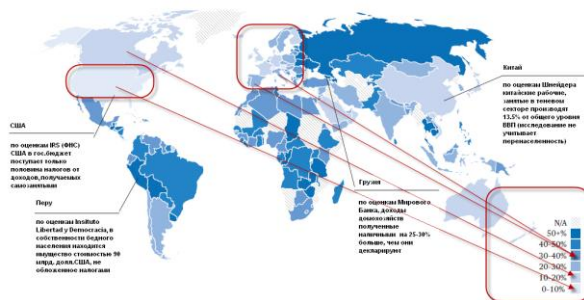 США
по оценкам IRS (ФНС)
США в гос.бюджет
поступает только
половина налогов от
доходов,получаемых
самозанятыми
Перу
по оценкам Insituto
Libertad y Democracia, в
собственности бедного
населения находится
имущество стоимостью 90
млрд. долл.США, не
обложенное налогами
Грузия
по оценкам Мирового
Банка, доходы
домохозяйств
полученные
наличными на 25-30%
больше, чем они
декларируют
Китай
по оценкам Шнейдера
китайские рабочие,
занятые в теневом
секторе производят
13.5% от общего уровня
ВВП (исследование не
учитывает
перенаселенность)
N/A
50+%
40-50%
30-40%
20-30%
10-20%
0-10%